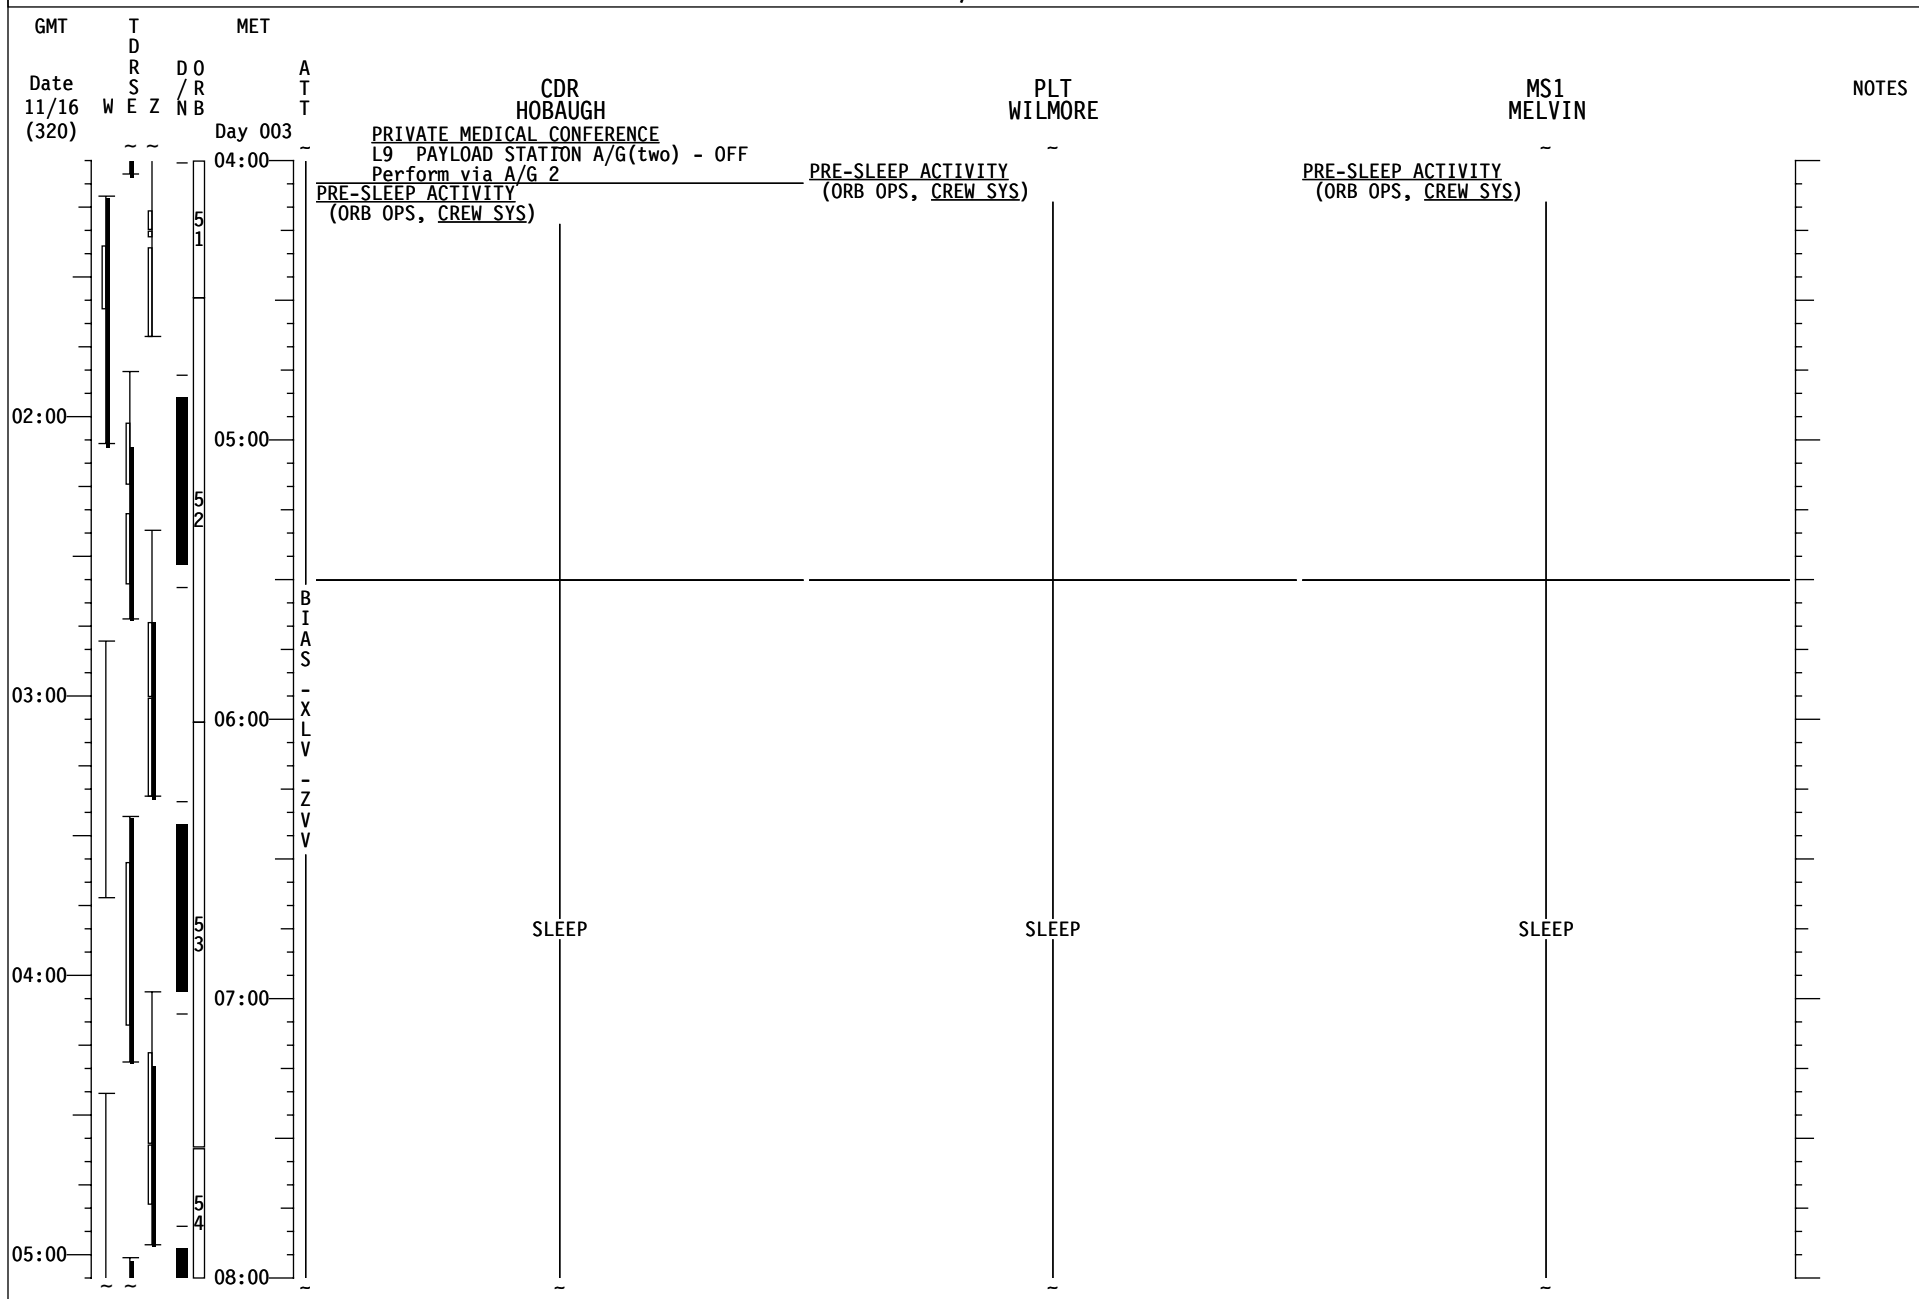 GMT
TDRS
MET
Date
11/16
(320)
W E Z
D/N
ORB
ATT
Day 003
CDR
HOBAUGH
PLT
WILMORE
MS1
MELVIN
NOTES
PRIVATE MEDICAL CONFERENCE
L9 PAYLOAD STATION A/G(two) - OFF
Perform via A/G 2
PRE-SLEEP ACTIVITY
(ORB OPS, CREW SYS)
PRE-SLEEP ACTIVITY
(ORB OPS, CREW SYS)
PRE-SLEEP ACTIVITY
(ORB OPS, CREW SYS)
04:00
51
02:00
05:00
52
BIAS -XLV -ZVV
03:00
06:00
53
SLEEP
SLEEP
SLEEP
04:00
07:00
54
05:00
08:00